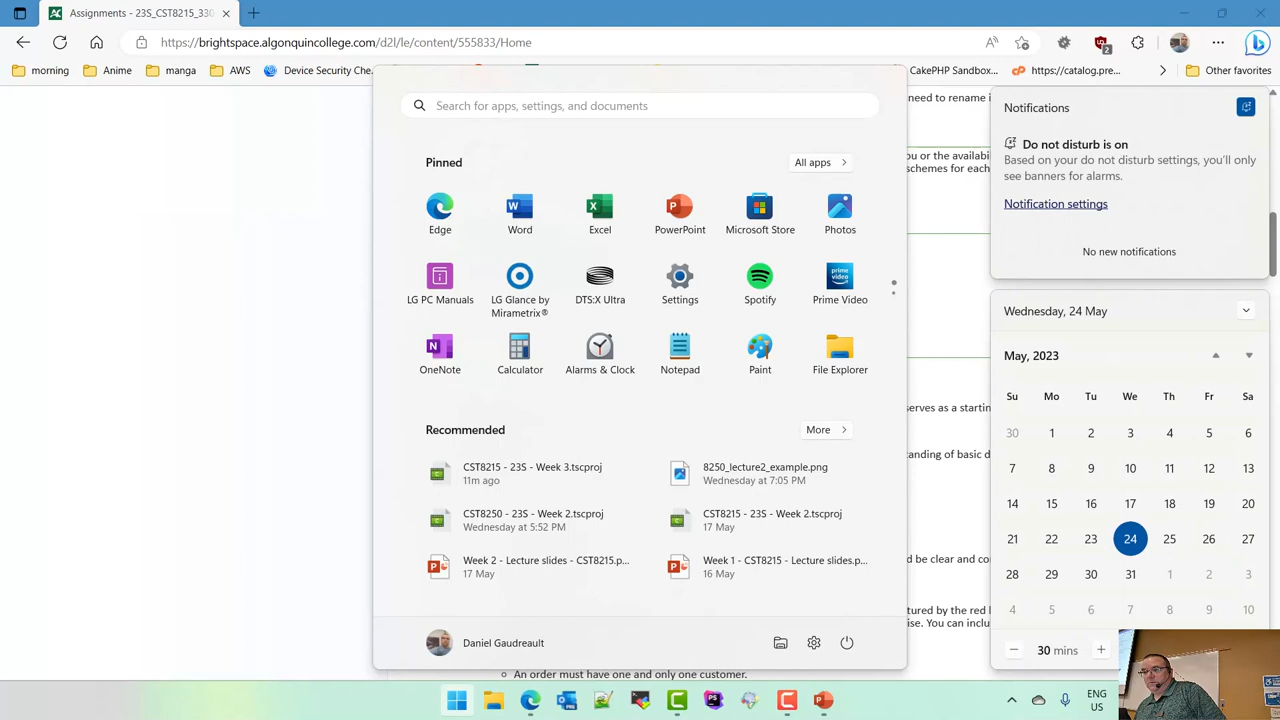 Assignments - 23S_CST8215_330
https://brightspace.algonquincollege.com/d2l/le/content/555833/Home
2
morning
Anime
manga
AWS
Device Security Che...
CakePHP Sandbox...
https://catalog.pre...
Other favorites
Search for apps, settings, and documents
Pinned
All apps
Edge
Word
Excel
PowerPoint
Microsoft Store
Photos
LG PC Manuals
LG Glance by
Mirametrix®
DTS:X Ultra
Settings
Spotify
Prime Video
OneNote
Calculator
Alarms & Clock
Notepad
Paint
File Explorer
Recommended
More
CST8215 - 23S - Week 3.tscproj
11m ago
8250_lecture2_example.png
Wednesday at 7:05 PM
CST8250 - 23S - Week 2.tscproj
Wednesday at 5:52 PM
CST8215 - 23S - Week 2.tscproj
17 May
Week 2 - Lecture slides - CST8215.p...
17 May
Week 1 - CST8215 - Lecture slides.p...
16 May
Daniel Gaudreault
need to rename i
ou or the availabi
schemes for each
serves as a startin
standing of basic d
d be clear and co
tured by the red l
ise. You can inclu
An order must have one and only one customer.
Notifications
Do not disturb is on
Based on your do not disturb settings, you'll only
see banners for alarms.
Notification settings
No new notifications
Wednesday, 24 May
May, 2023
Su Mo Tu We Th Fr Sa
30 1 2 3 4 5 6
7 8 9 10 11 12 13
14 15 16 17 18 19 20
21 22 23 24 25 26 27
28 29 30 31 1 2 3
4 5 6 7 8 9 10
30 mins
ENG
US